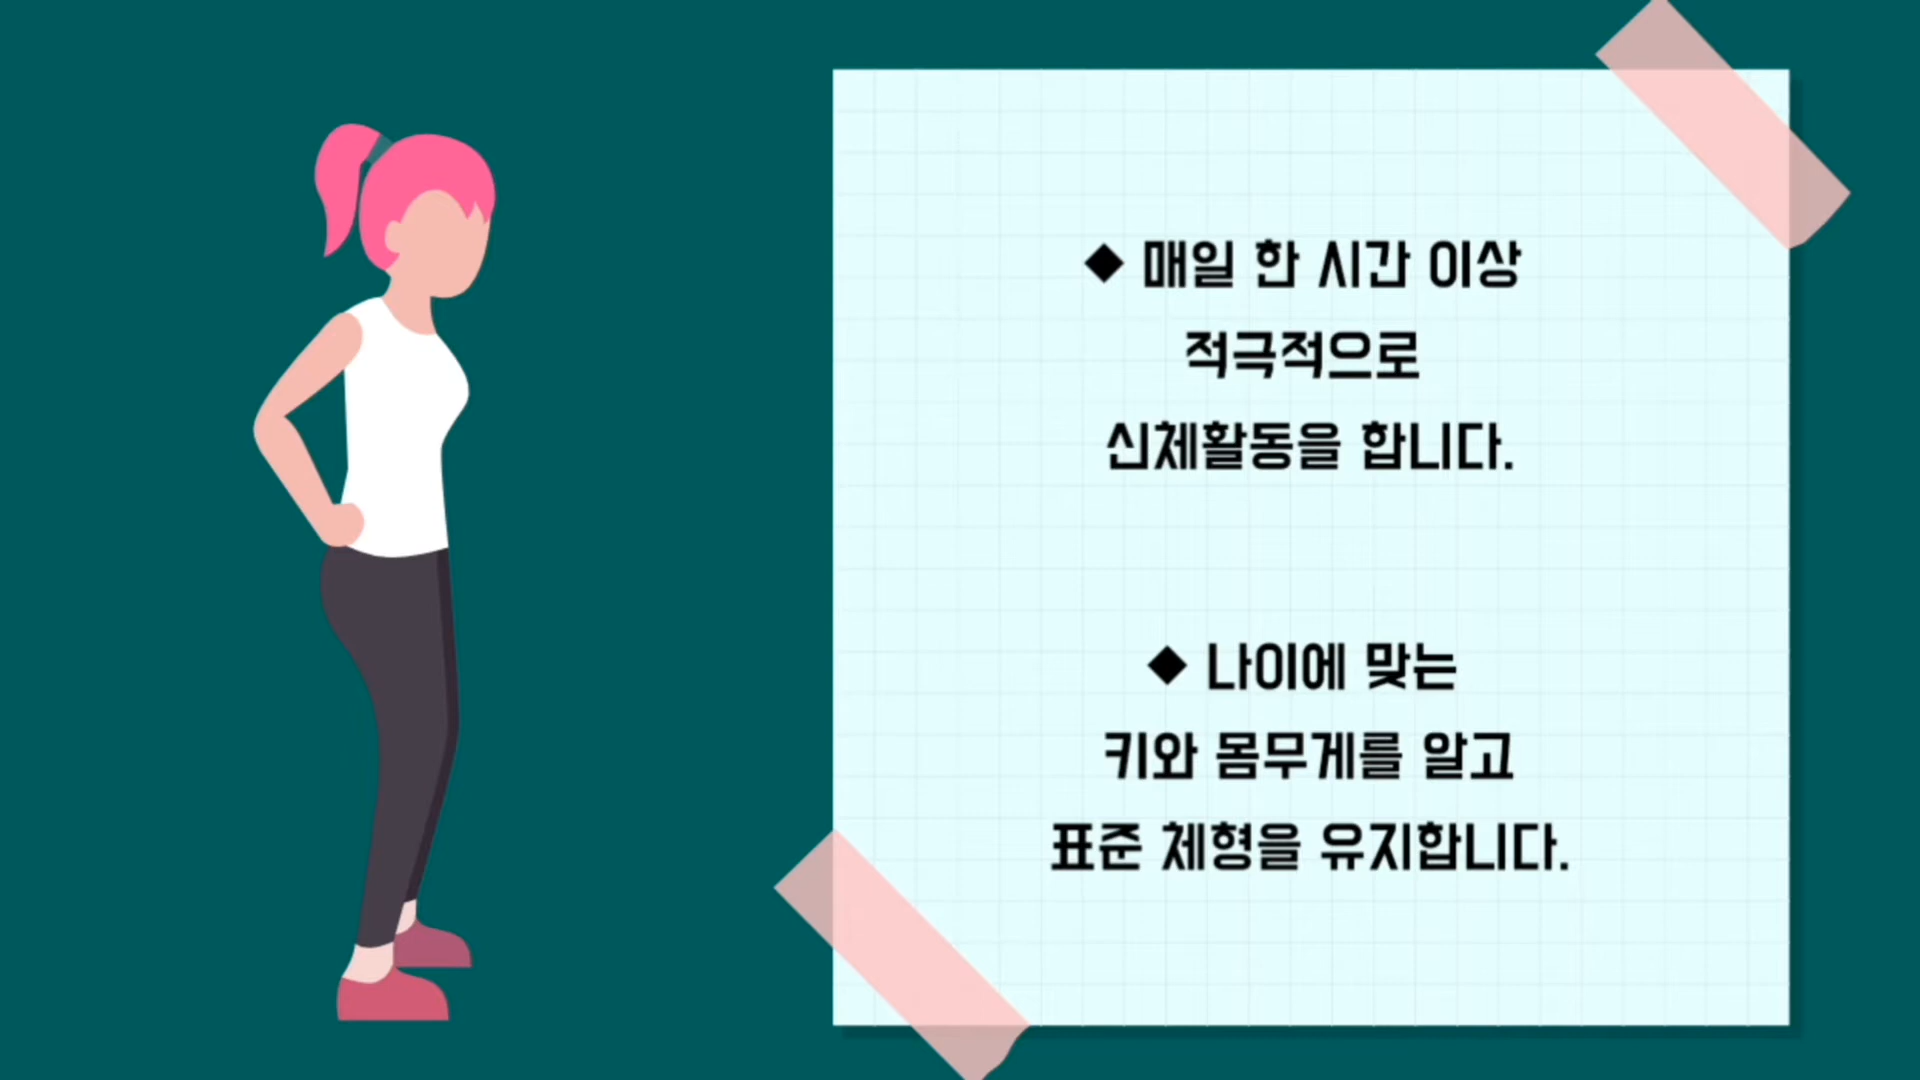 ◆ 매일 한 시간 이상
적극적으로
신체활동을 합니다.
◆ 나이에 맞는
키와 몸무게를 알고
표준 체형을 유지합니다.